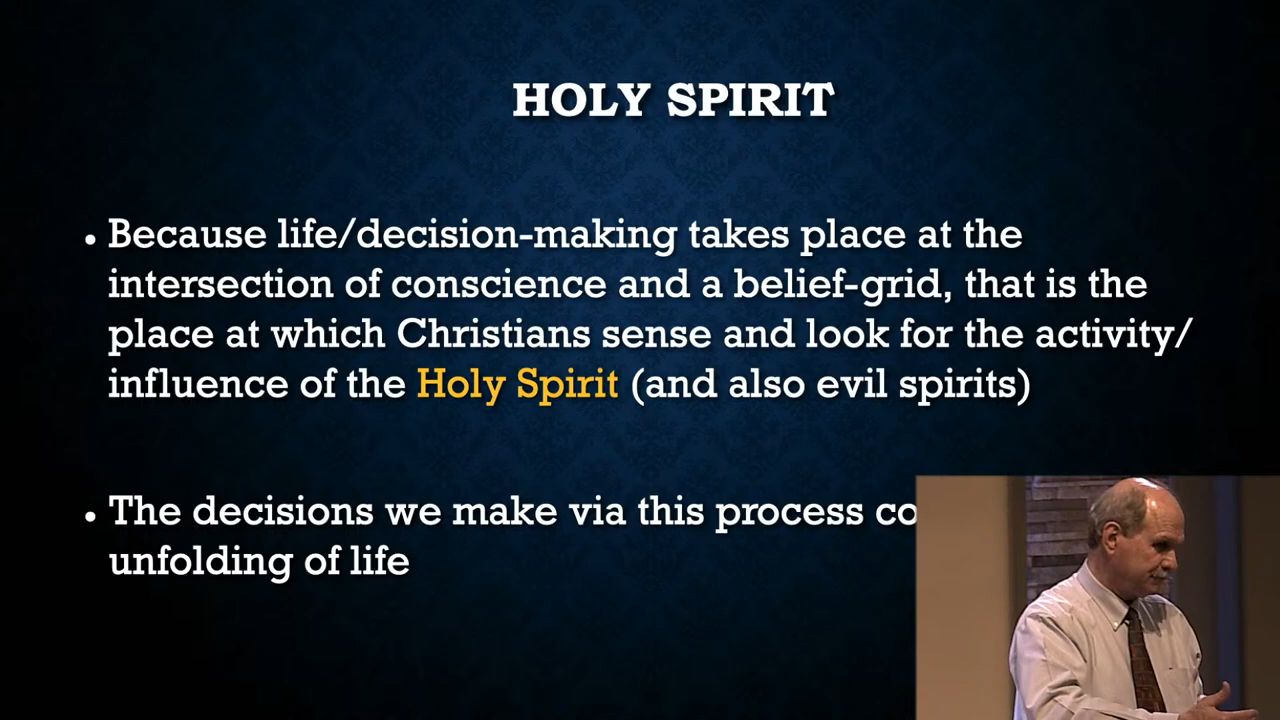 HOLY SPIRIT
• Because life/decision-making takes place at the
intersection of conscience and a belief-grid, that is the
place at which Christians sense and look for the activity/
influence of the Holy Spirit (and also evil spirits)
• The decisions we make via this process
unfolding of life